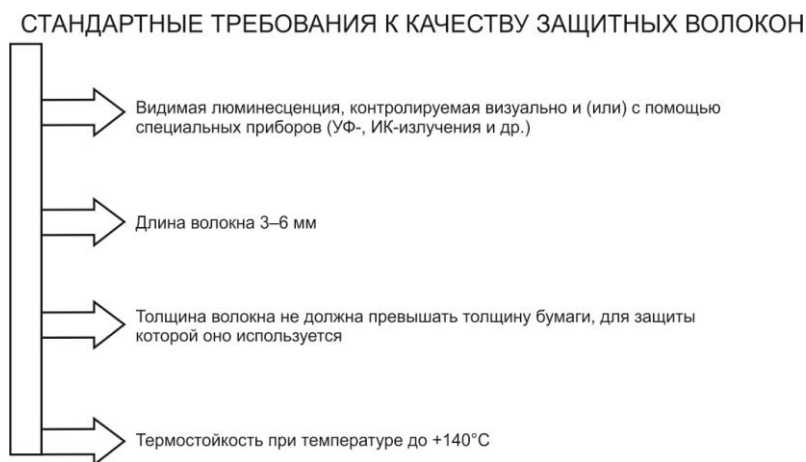 СТАНДАРТНЫЕ ТРЕБОВАНИЯ К КАЧЕСТВУ ЗАЩИТНЫХ ВОЛОКОН
Видимая люминесценция, контролируемая визуально и (или) с помощью
специальных приборов (УФ-, ИК-излучения и др.)
Длина волокна 3–6 мм
Толщина волокна не должна превышать толщину бумаги, для защиты
которой оно используется
Термостойкость при температуре до +140°С